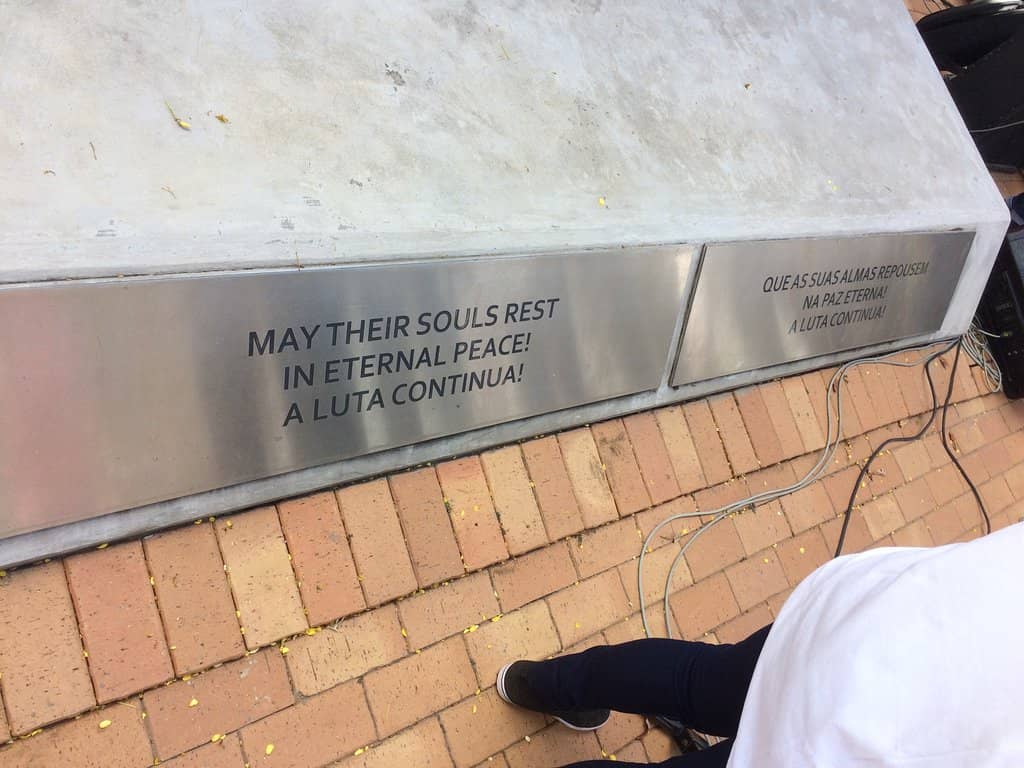 MAY THEIR SOULS REST
IN ETERNAL PEACE!
A LUTA CONTINUA!
QUE AS SUAS ALMAS REPOUSEM
NA PAZ ETERNA!
A LUTA CONTINUA!